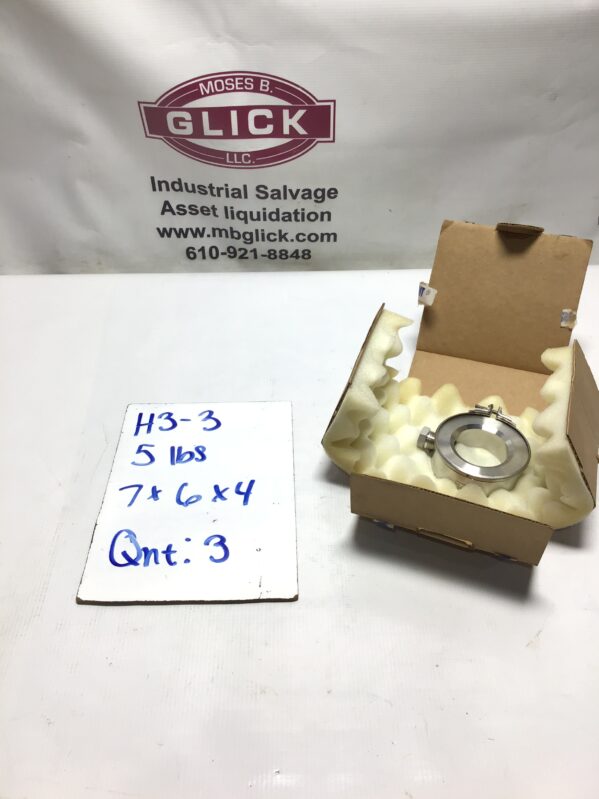 MOSES B.
GLICK
LLC.
Industrial Salvage
Asset liquidation
www.mbglick.com
610-921-8848
H3-3
5 lbs
7x6x4
Qnt: 3